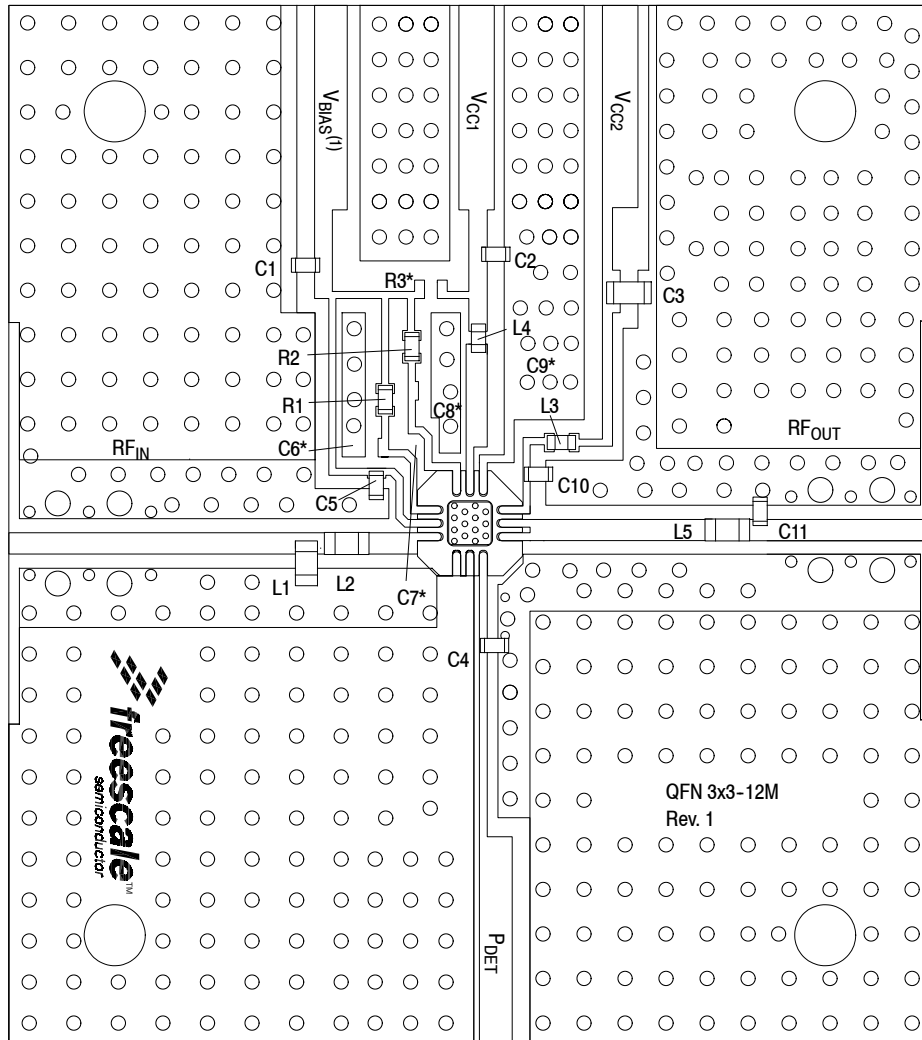 VBIAS(1)
VCC1
VCC2
C1
C2
C3
R3*
L4
R2
C9*
R1
C8*
L3
RFIN
C6*
RFOUT
C5
C10
L5
C11
L1
L2
C7*
C4
freescale™
semiconductor
QFN 3x3-12M
Rev. 1
PDET